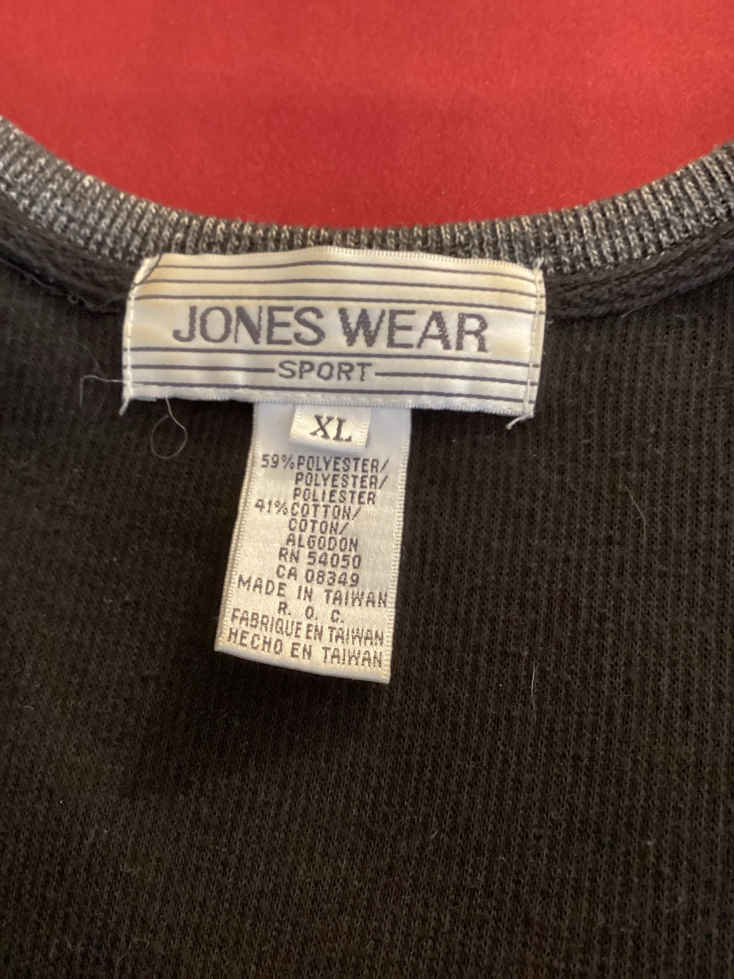 JONES WEAR
SPORT
XL
59%POLYESTER/
POLYESTER/
POLIESTER
41%COTTON/
COTON/
ALGODON
RN 54050
CA 08349
MADE IN TAIWAN
R. O. C.
FABRIQUE EN TAIWAN
HECHO EN TAIWAN